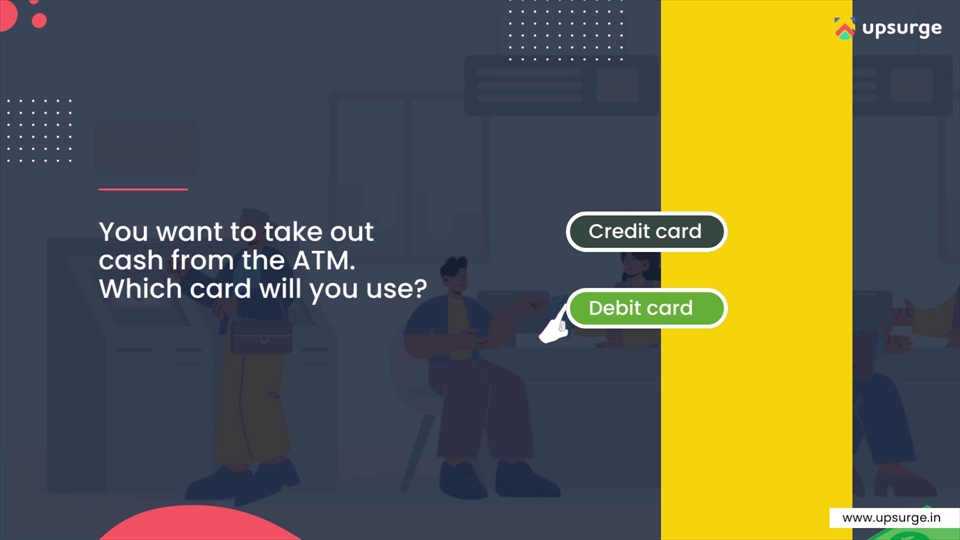 upsurge
You want to take out
cash from the ATM.
Which card will you use?
Credit card
Debit card
www.upsurge.in